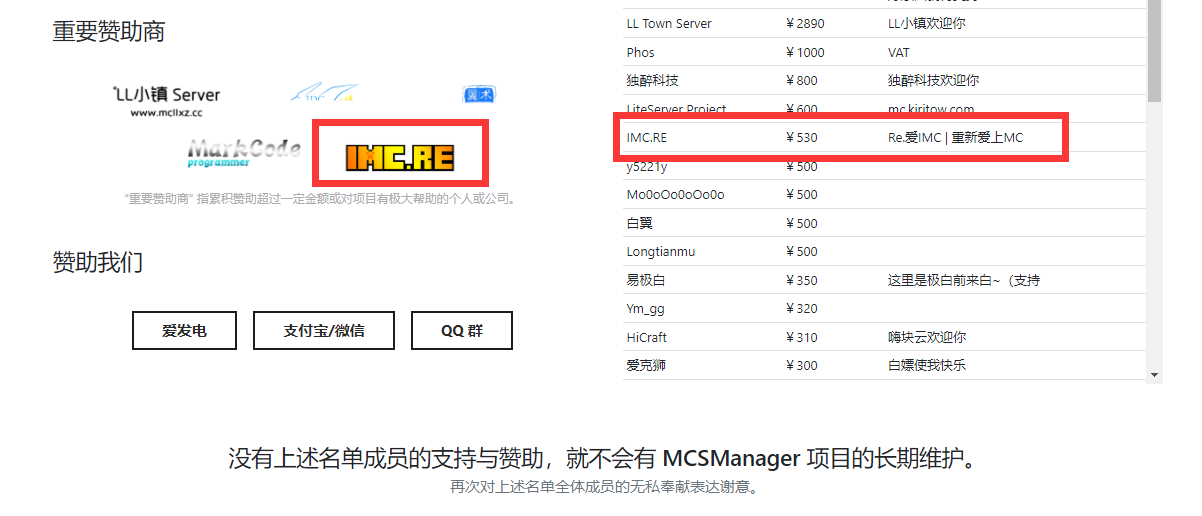 重要赞助商
LL小镇 Server
www.mcllxz.cc
翼术
MarkCode
programmer
IMC.RE
“重要赞助商” 指累积赞助超过一定金额或对项目有极大帮助的个人或公司。
赞助我们
爱发电
支付宝/微信
QQ 群
LL Town Server ￥2890 LL小镇欢迎你
Phos ￥1000 VAT
独醉科技 ￥800 独醉科技欢迎你
LiteServer Project ￥600 mc.kiritow.com
IMC.RE ￥530 Re.爱IMC | 重新爱上MC
y5221y ￥500
Mo0oOo0oOo0o ￥500
白翼 ￥500
Longtianmu ￥500
易极白 ￥350 这里是极白前来白~（支持
Ym_gg ￥320
HiCraft ￥310 嗨块云欢迎你
爱克狮 ￥300 白嫖使我快乐
没有上述名单成员的支持与赞助，就不会有 MCSManager 项目的长期维护。
再次对上述名单全体成员的无私奉献表达谢意。